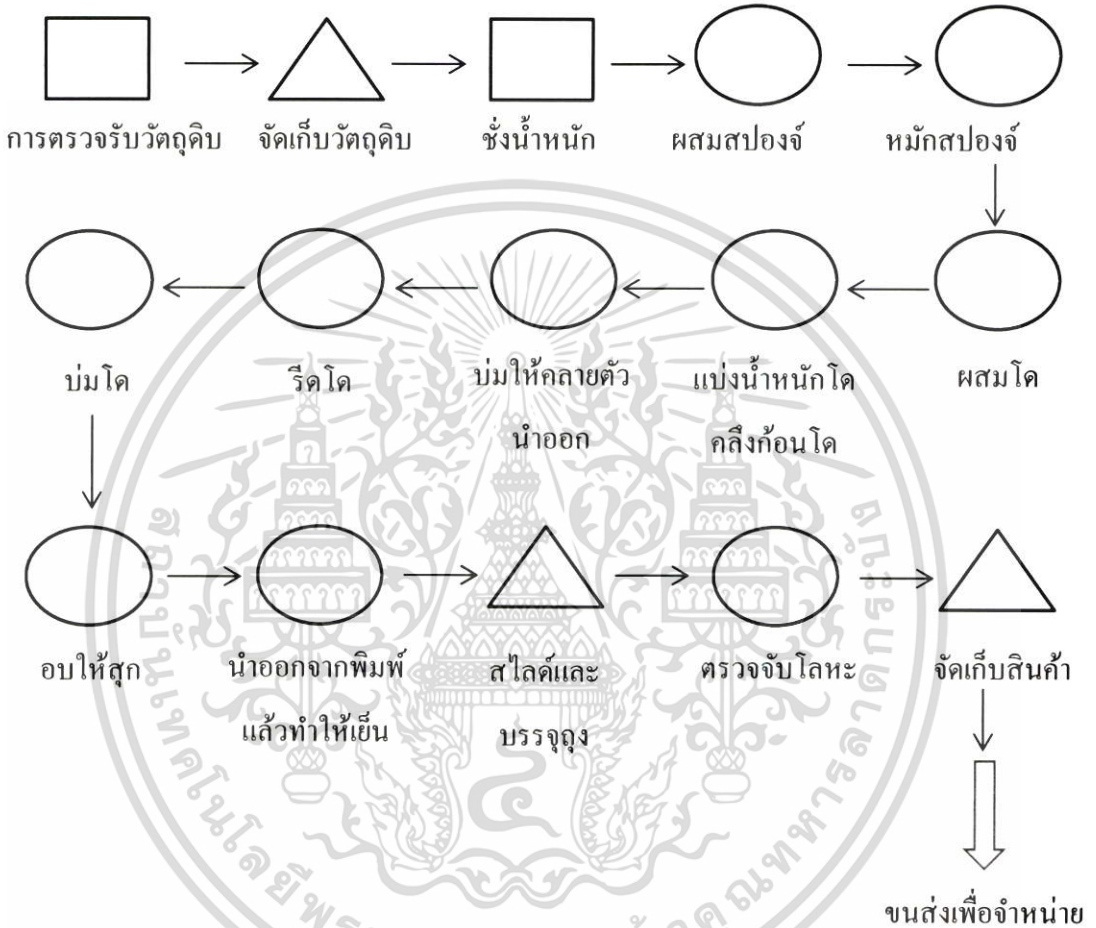 การตรวจรับวัตถุดิบ
จัดเก็บวัตถุดิบ
ชั่งน้ำหนัก
ผสมสปองจ์
หมักสปองจ์
ผสมโด
แบ่งน้ำหนักโด
คลึงก้อนโด
บ่มให้คลายตัว
นำออก
รีดโด
บ่มโด
อบให้สุก
นำออกจากพิมพ์
แล้วทำให้เย็น
สไลด์และ
บรรจุถุง
ตรวจจับโลหะ
จัดเก็บสินค้า
ขนส่งเพื่อจำหน่าย